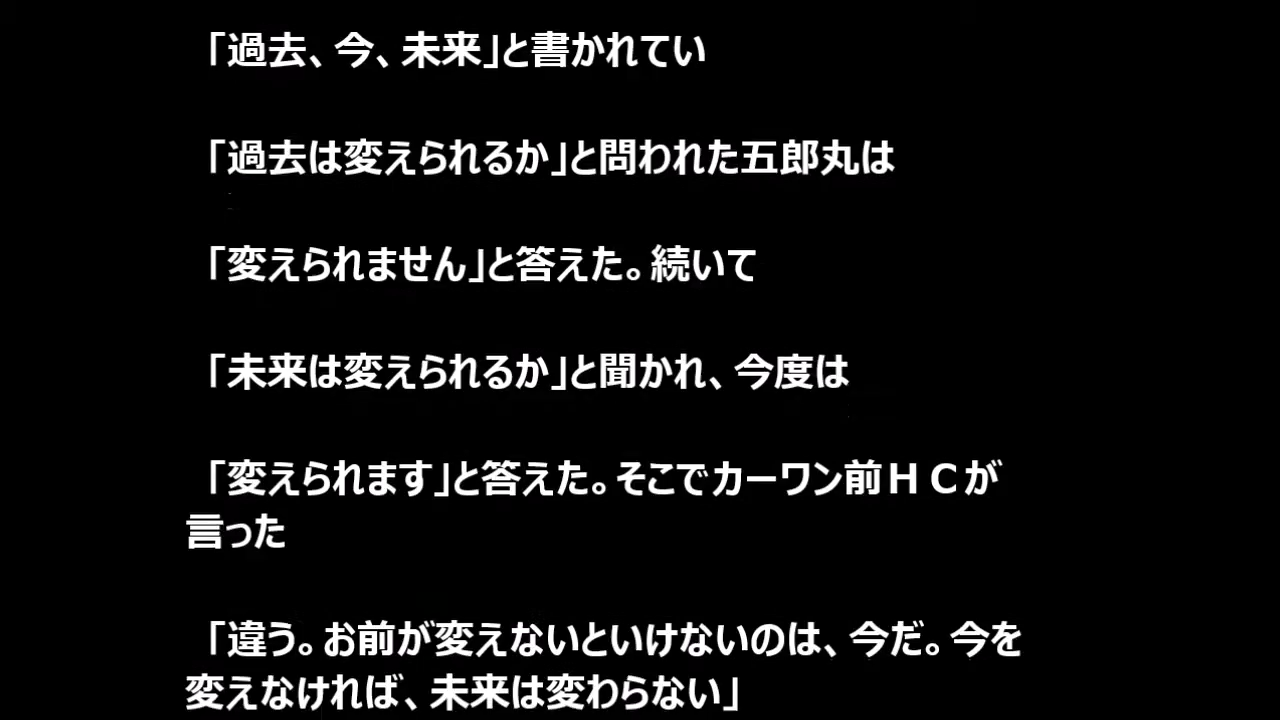 「過去、今、未来」と書かれてい
「過去は変えられるか」と問われた五郎丸は
「変えられません」と答えた。続いて
「未来は変えられるか」と聞かれ、今度は
「変えられます」と答えた。そこでカーワン前ＨＣが
言った
「違う。お前が変えないといけないのは、今だ。今を
変えなければ、未来は変わらない」